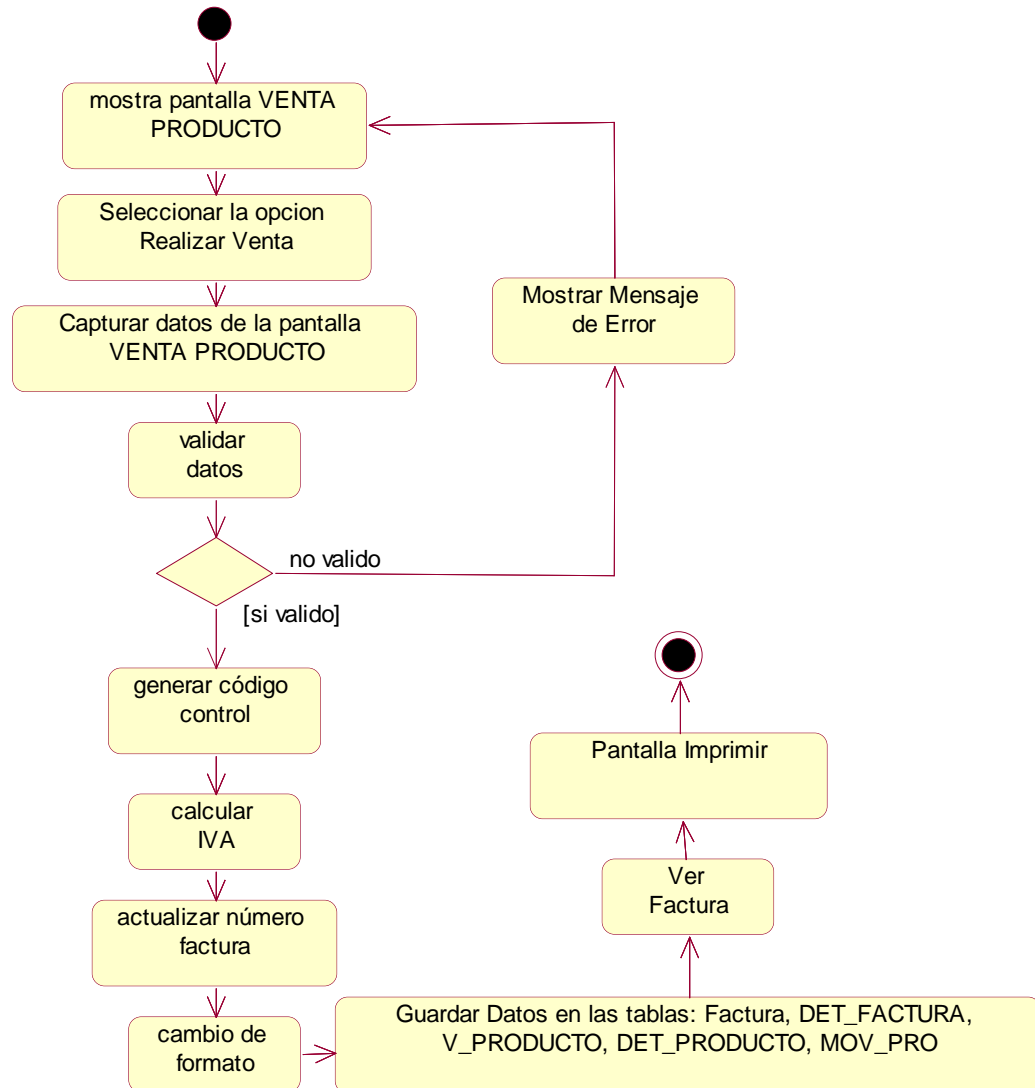 mostra pantalla VENTA
PRODUCTO
Seleccionar la opcion
Realizar Venta
Capturar datos de la pantalla
VENTA PRODUCTO
Mostrar Mensaje
de Error
validar
datos
no valido
[si valido]
generar código
control
calcular
IVA
actualizar número
factura
cambio de
formato
Guardar Datos en las tablas: Factura, DET_FACTURA,
V_PRODUCTO, DET_PRODUCTO, MOV_PRO
Ver
Factura
Pantalla Imprimir